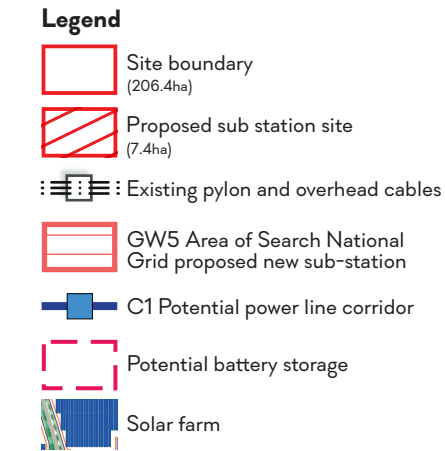 Legend
Site boundary
(206.4ha)
Proposed sub station site
(7.4ha)
Existing pylon and overhead cables
GW5 Area of Search National
Grid proposed new sub-station
C1 Potential power line corridor
Potential battery storage
Solar farm